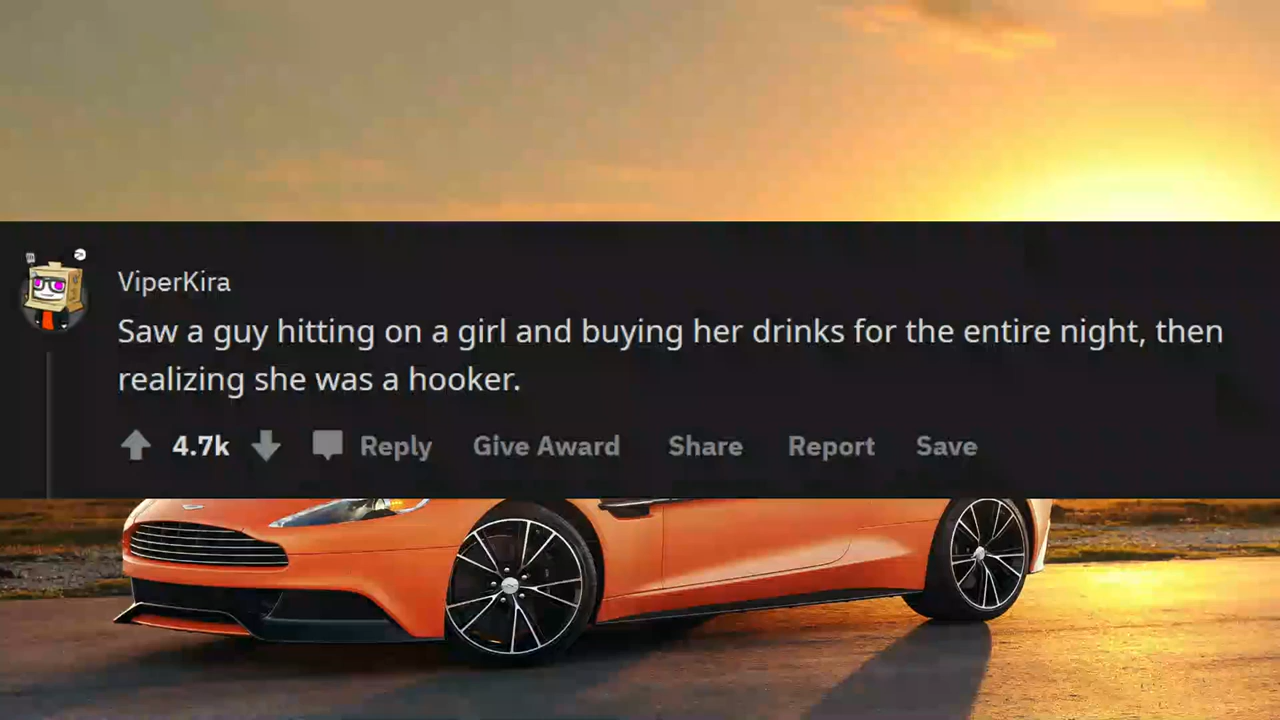 ViperKira
Saw a guy hitting on a girl and buying her drinks for the entire night, then
realizing she was a hooker.
4.7k Reply Give Award Share Report Save